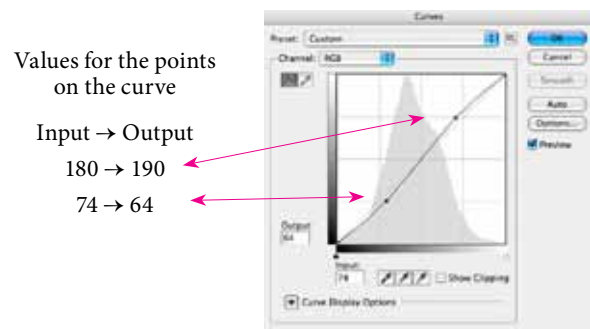 Values for the points
on the curve
Input → Output
180 → 190
74 → 64
Curves
Preset: Custom
OK
Channel: RGB
Cancel
Smooth
Auto
Options...
Preview
Output:
64
Input:
74
Show Clipping
Curve Display Options